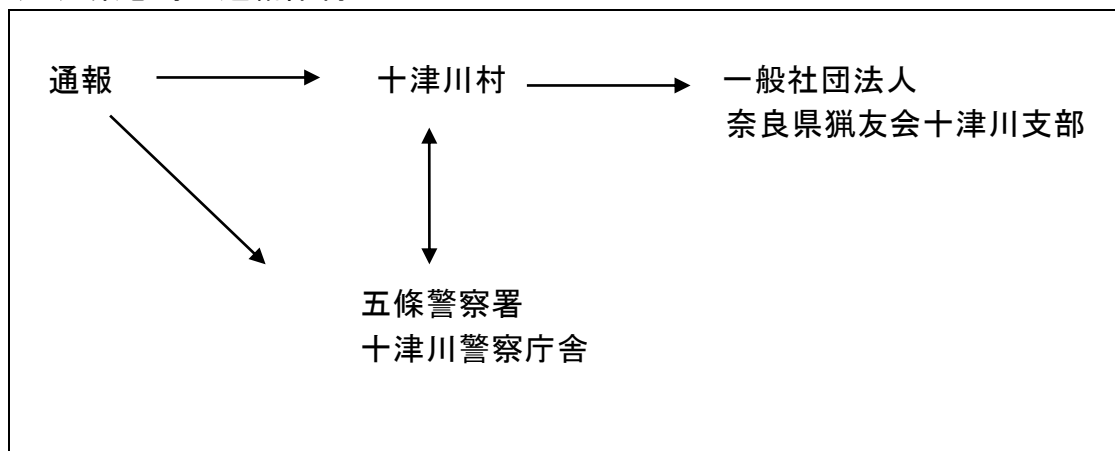 通報
十津川村
一般社団法人
奈良県猟友会十津川支部
五條警察署
十津川警察庁舎